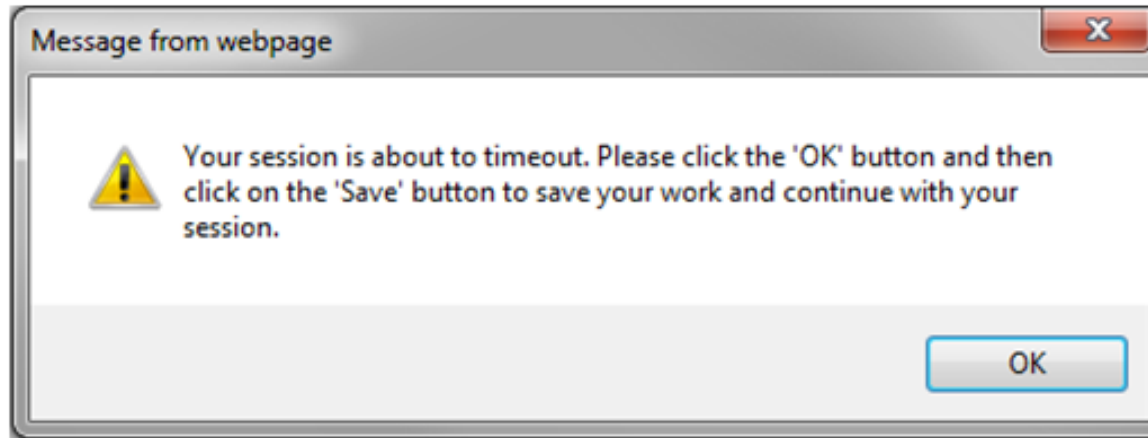 Message from webpage
Your session is about to timeout. Please click the 'OK' button and then
click on the 'Save' button to save your work and continue with your
session.
OK